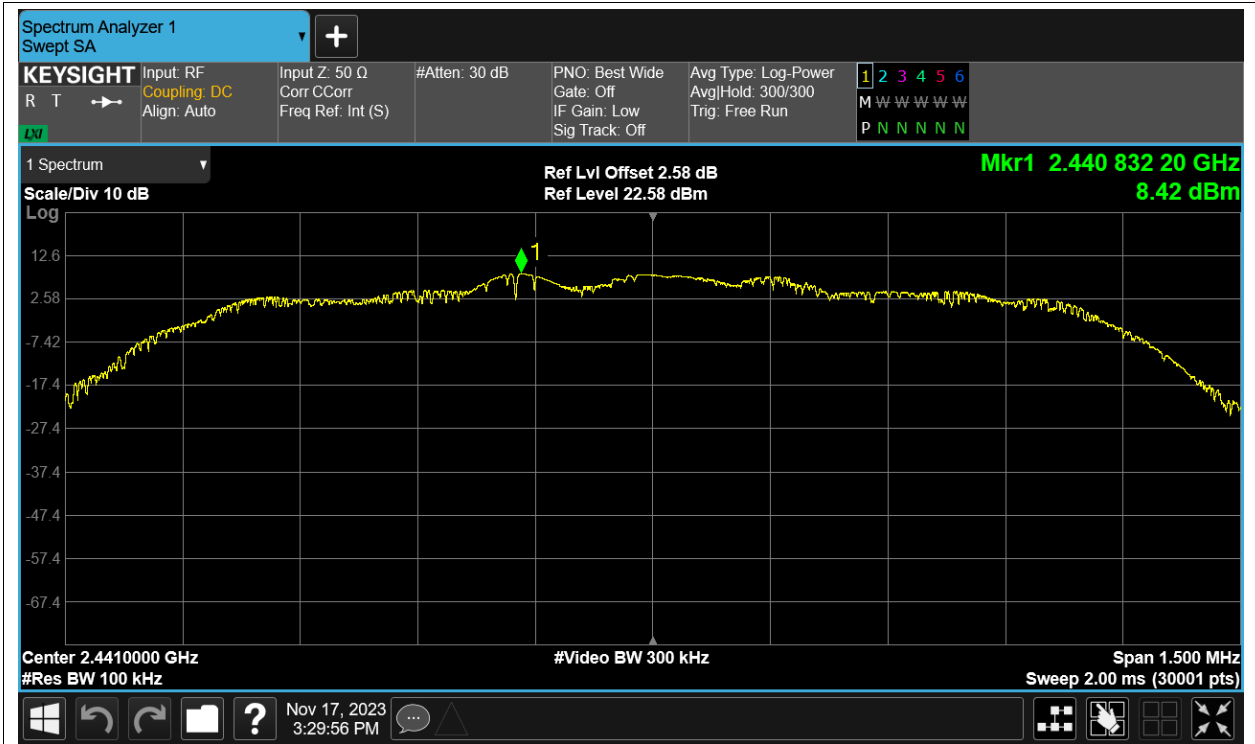 Spectrum Analyzer 1
Swept SA
KEYSIGHT
R T
LXI
Input: RF
Coupling: DC
Align: Auto
Input Z: 50 Ω
Corr CCorr
Freq Ref: Int (S)
#Atten: 30 dB
PNO: Best Wide
Gate: Off
IF Gain: Low
Sig Track: Off
Avg Type: Log-Power
Avg|Hold: 300/300
Trig: Free Run
1 2 3 4 5 6
M W W W W W
P N N N N N
1 Spectrum
Scale/Div 10 dB
Ref Lvl Offset 2.58 dB
Ref Level 22.58 dBm
Mkr1 2.440 832 20 GHz
8.42 dBm
Log
1
12.6
2.58
-7.42
-17.4
-27.4
-37.4
-47.4
-57.4
-67.4
Center 2.4410000 GHz
#Res BW 100 kHz
#Video BW 300 kHz
Span 1.500 MHz
Sweep 2.00 ms (30001 pts)
?
Nov 17, 2023
3:29:56 PM